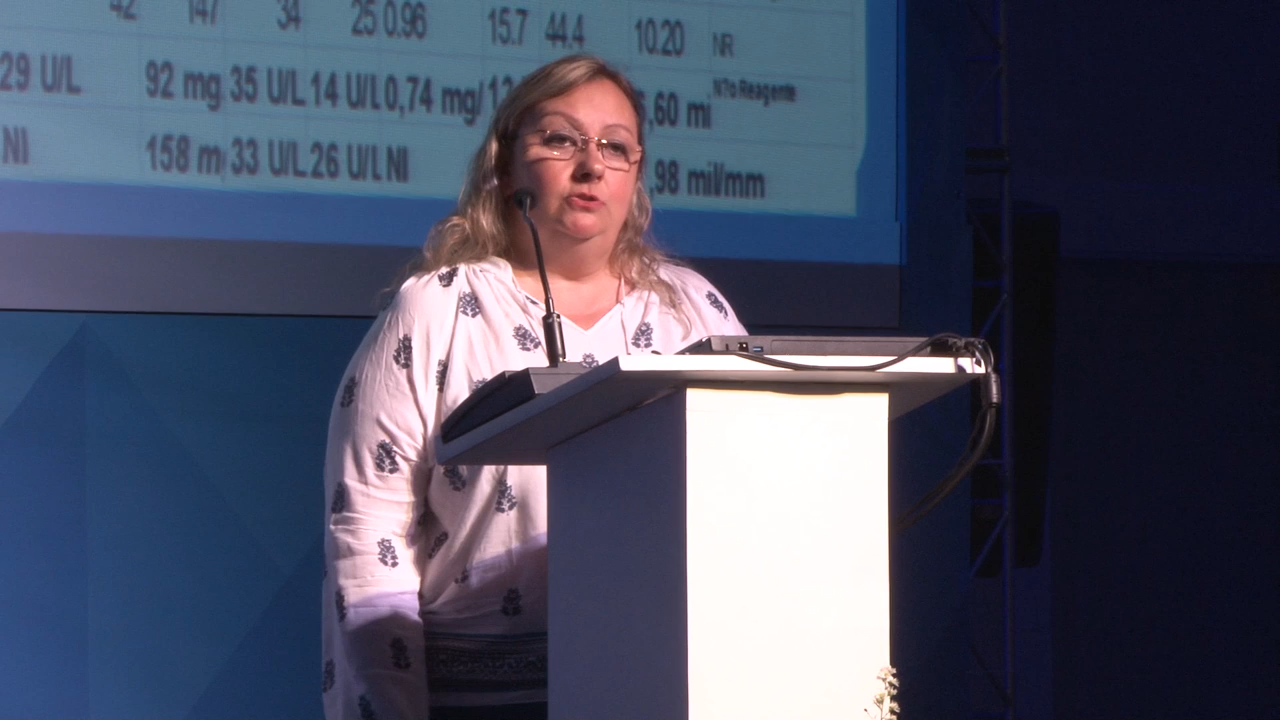 42 147 34 25 0.96 15.7 44.4 10.20 NR
29 U/L 92 mg 35 U/L 14 U/L 0,74 mg/ ,60 mi N?o Reagente
NI 158 m 33 U/L 26 U/L NI ,98 mil/mm